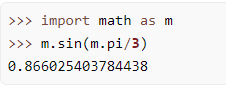 >>> import math as m
>>> m.sin(m.pi/3)
0.866025403784438